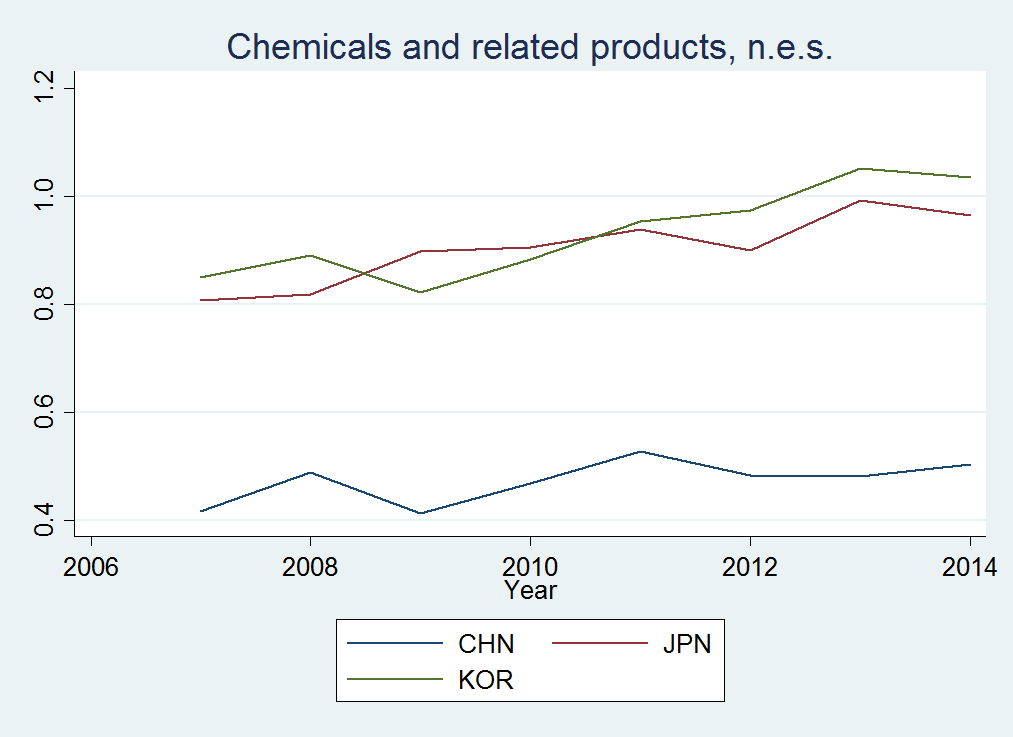 Chemicals and related products, n.e.s.
1.2
1.0
0.8
0.6
0.4
2006 2008 2010 2012 2014
Year
CHN JPN
KOR